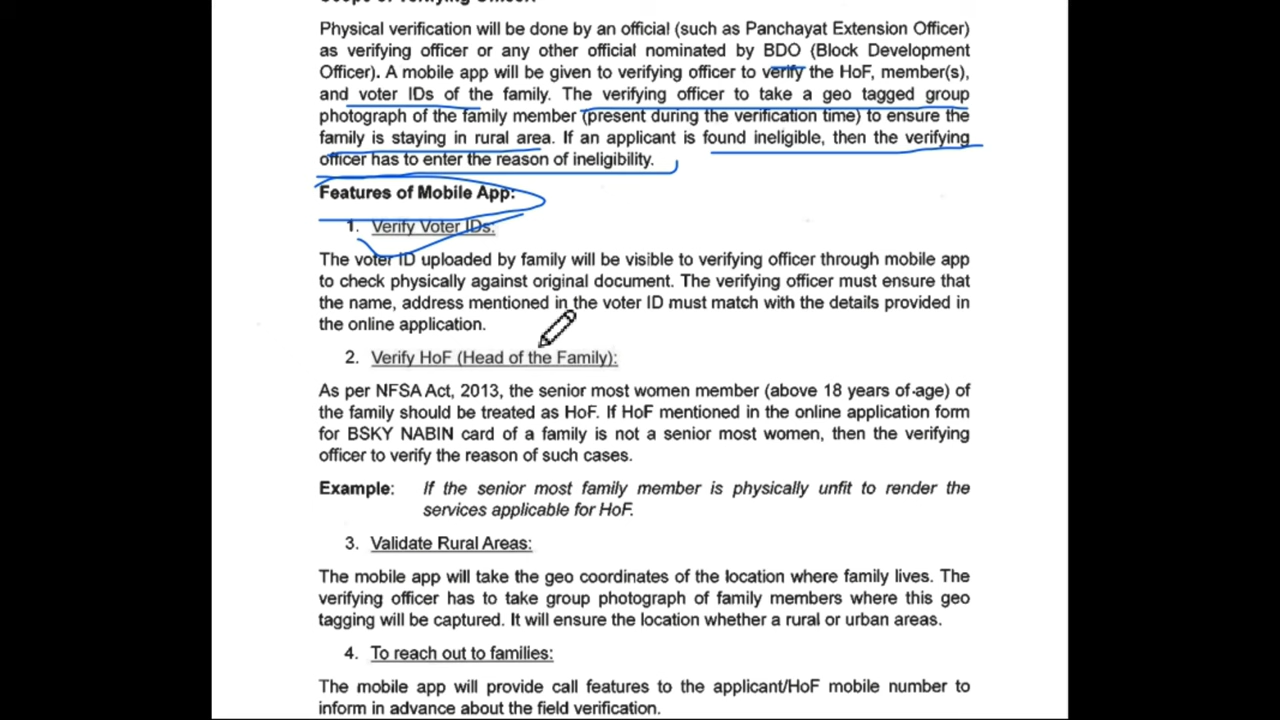 Scope of Verifying Officer:
Physical verification will be done by an official (such as Panchayat Extension Officer)
as verifying officer or any other official nominated by BDO (Block Development
Officer). A mobile app will be given to verifying officer to verify the HoF, member(s),
and voter IDs of the family. The verifying officer to take a geo tagged group
photograph of the family member (present during the verification time) to ensure the
family is staying in rural area. If an applicant is found ineligible, then the verifying
officer has to enter the reason of ineligibility.
Features of Mobile App:
1. Verify Voter IDs:
The voter ID uploaded by family will be visible to verifying officer through mobile app
to check physically against original document. The verifying officer must ensure that
the name, address mentioned in the voter ID must match with the details provided in
the online application.
2. Verify HoF (Head of the Family):
As per NFSA Act, 2013, the senior most women member (above 18 years of age) of
the family should be treated as HoF. If HoF mentioned in the online application form
for BSKY NABIN card of a family is not a senior most women, then the verifying
officer to verify the reason of such cases.
Example: If the senior most family member is physically unfit to render the
services applicable for HoF.
3. Validate Rural Areas:
The mobile app will take the geo coordinates of the location where family lives. The
verifying officer has to take group photograph of family members where this geo
tagging will be captured. It will ensure the location whether a rural or urban areas.
4. To reach out to families:
The mobile app will provide call features to the applicant/HoF mobile number to
inform in advance about the field verification.